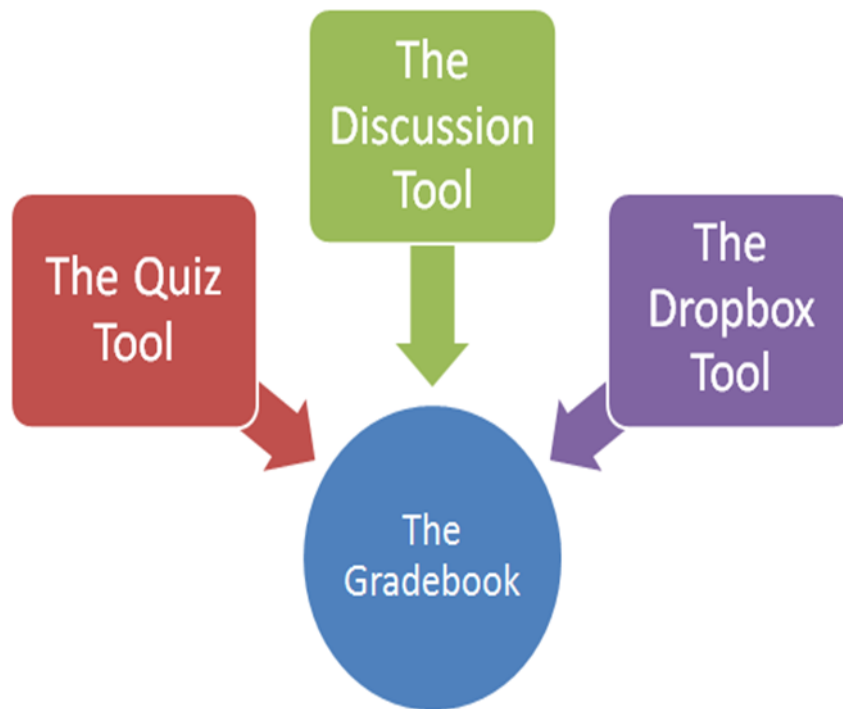 The
Discussion
Tool
The Quiz
Tool
The
Dropbox
Tool
The
Gradebook